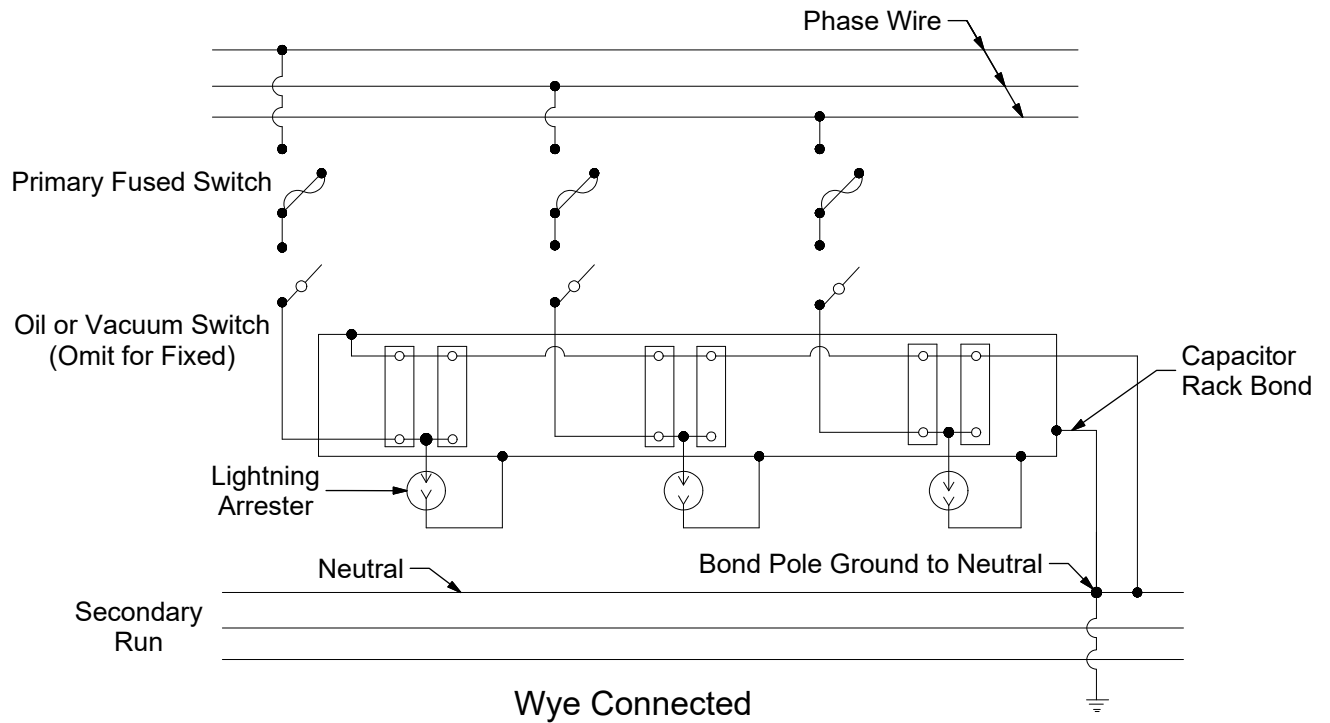 Phase Wire
Primary Fused Switch
Oil or Vacuum Switch
(Omit for Fixed)
Capacitor
Rack Bond
Lightning
Arrester
Neutral
Bond Pole Ground to Neutral
Secondary
Run
Wye Connected